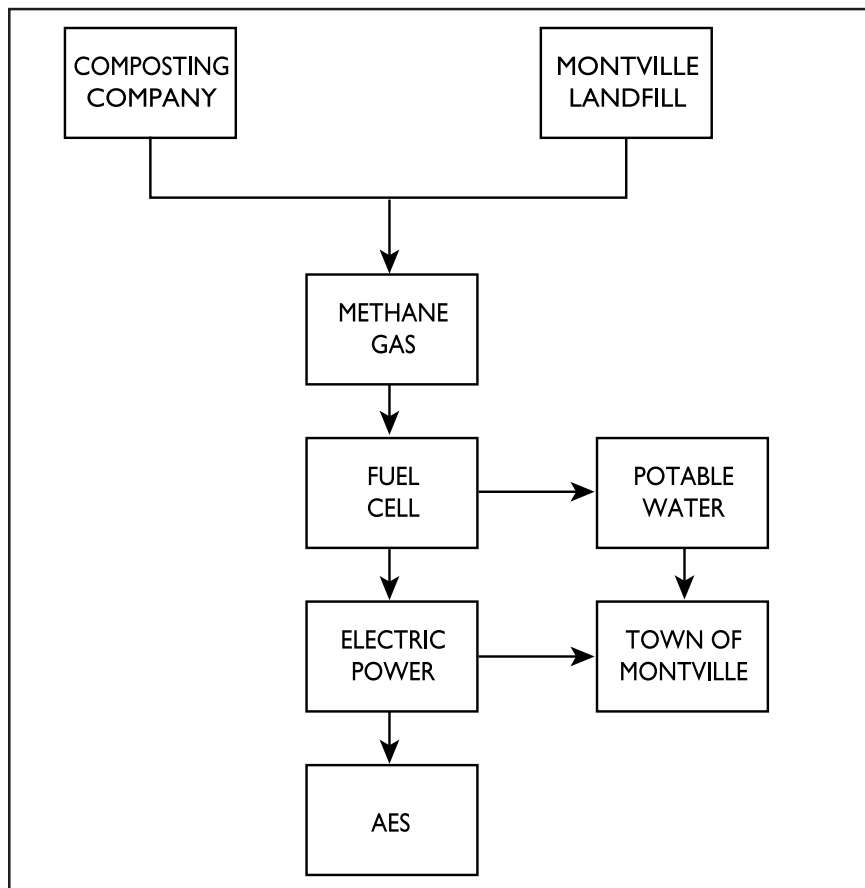 COMPOSTING
COMPANY
MONTVILLE
LANDFILL
METHANE
GAS
FUEL
CELL
POTABLE
WATER
ELECTRIC
POWER
TOWN OF
MONTVILLE
AES